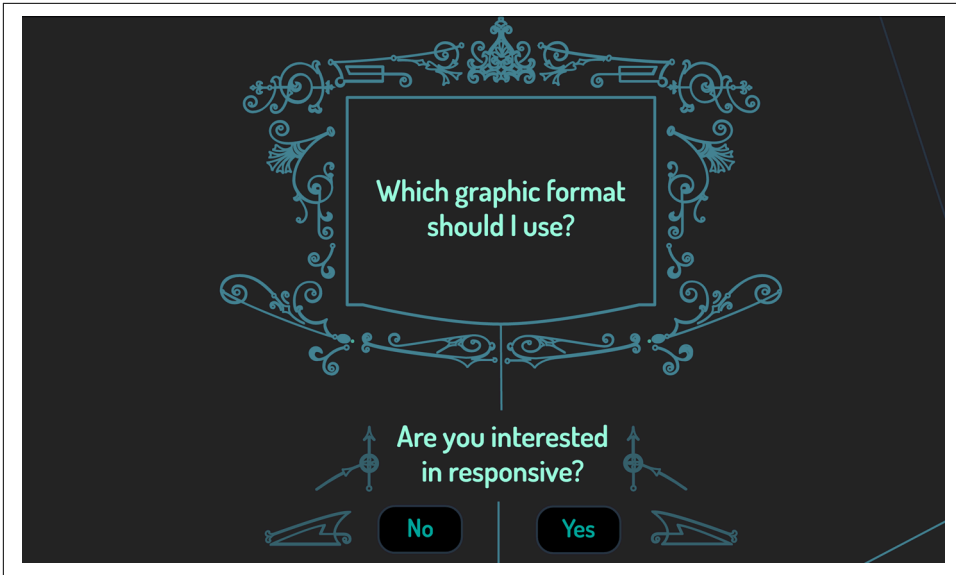 Which graphic format
should I use?
Are you interested
in responsive?
No
Yes